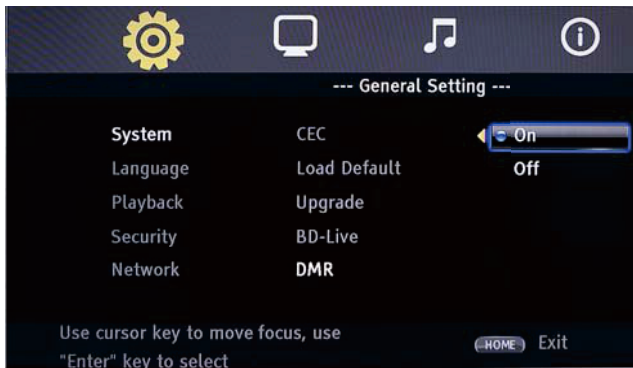 --- General Setting ---
System CEC On
Language Load Default Off
Playback Upgrade
Security BD-Live
Network DMR
Use cursor key to move focus, use
"Enter" key to select
HOME Exit